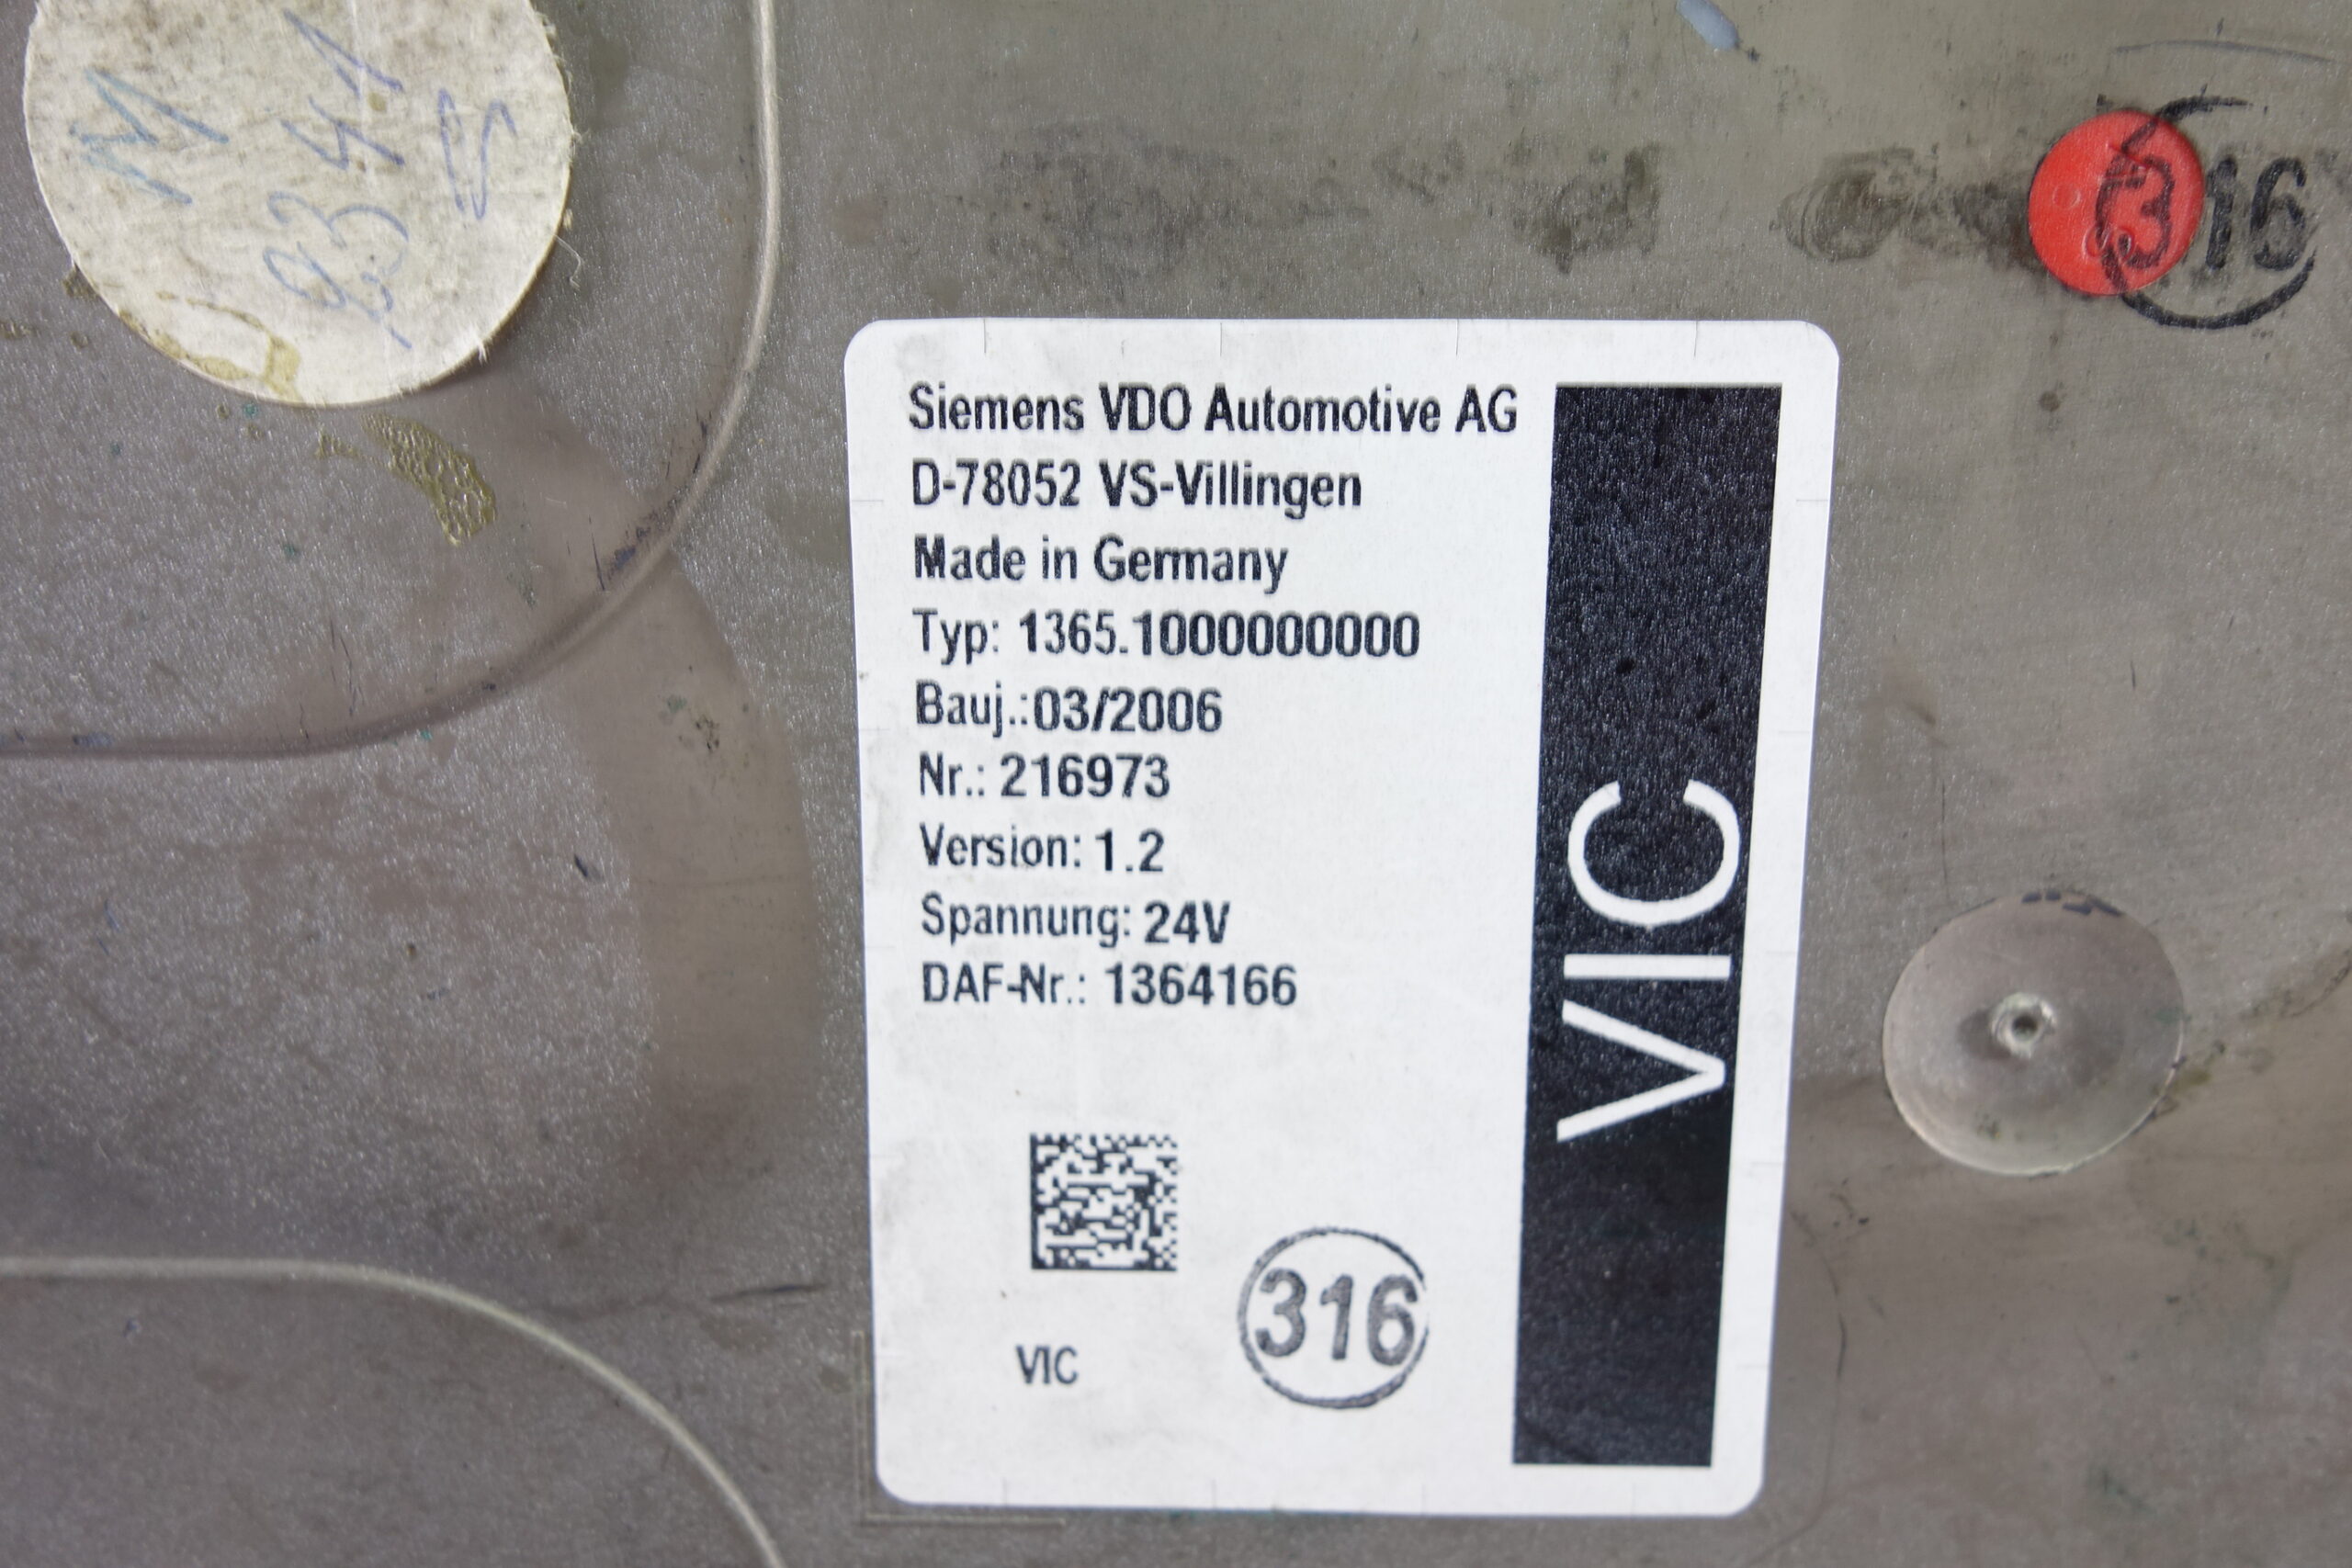 2341
316
Siemens VDO Automotive AG
D-78052 VS-Villingen
Made in Germany
Typ: 1365.1000000000
Bauj.:03/2006
Nr.: 216973
Version: 1.2
Spannung: 24V
DAF-Nr.: 1364166
VIC
316
VIC